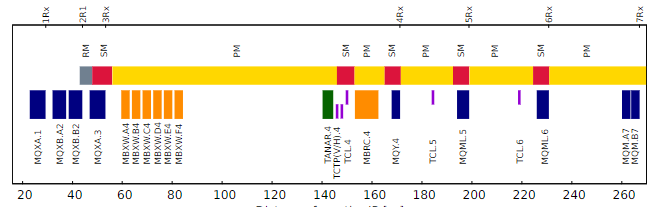 1Rx 2R1 3Rx 4Rx 5Rx 6Rx 7Rx
RM SM PM SM PM SM PM SM PM SM PM
MQXA.1 MQXB.A2 MQXB.B2 MQXA.3 MBXW.A4 MBXW.B4 MBXW.C4 MBXW.D4 MBXW.E4 MBXW.F4 TANAR.4 TCL.4 MBRC.4 MQY.4 TCL.5 MQML.5 TCL.6 MQML.6 MQM.A7 MQM.B7
20 40 60 80 100 120 140 160 180 200 220 240 260